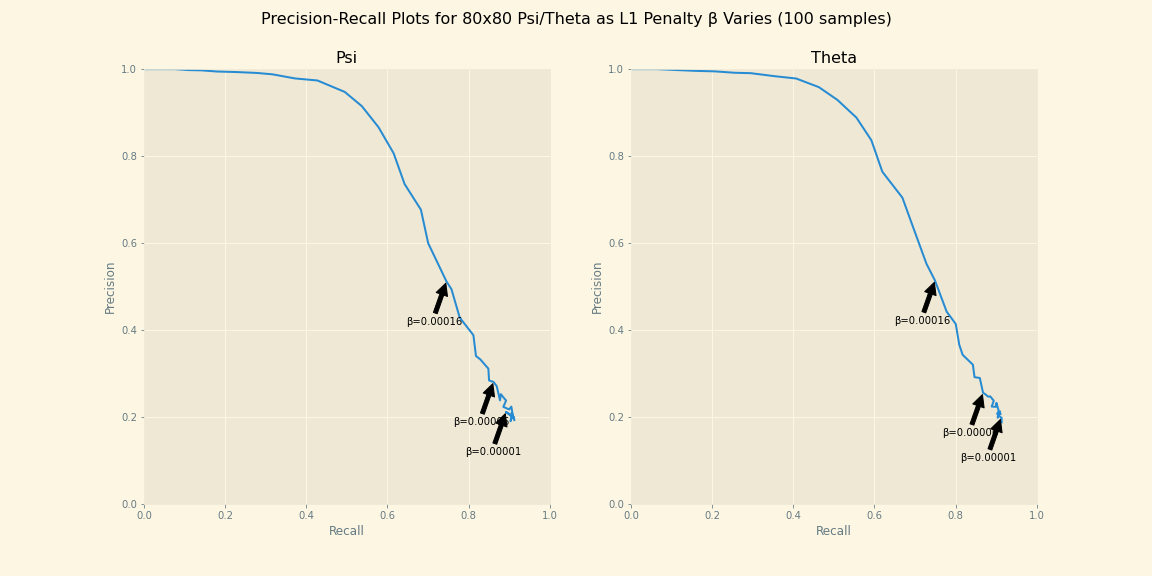 Precision-Recall Plots for 80x80 Psi/Theta as L1 Penalty β Varies (100 samples)
Psi
1.0
0.8
0.6
0.4
0.2
0.0
Precision
β=0.00016
β=0.00001
0.0 0.2 0.4 0.6 0.8 1.0
Recall
Theta
1.0
0.8
0.6
0.4
0.2
0.0
Precision
β=0.00016
β=0.00001
0.0 0.2 0.4 0.6 0.8 1.0
Recall